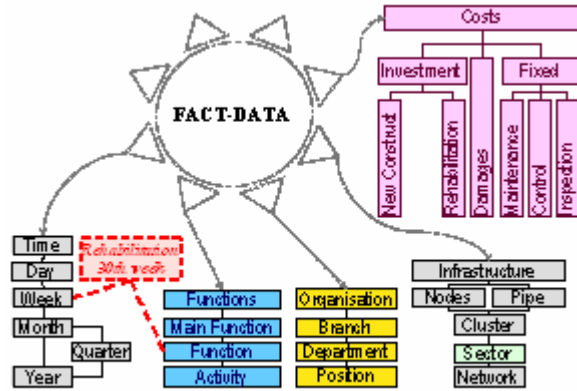 Costs
Investment
Fixed
New Construct
Rehabilitation
Damages
Maintenance
Control
Inspection
FACT-DATA
Time
Day
Week
Month
Quarter
Year
Rehabilitation
30th week
Functions
Main Function
Function
Activity
Organisation
Branch
Department
Position
Infrastructure
Nodes
Pipe
Cluster
Sector
Network